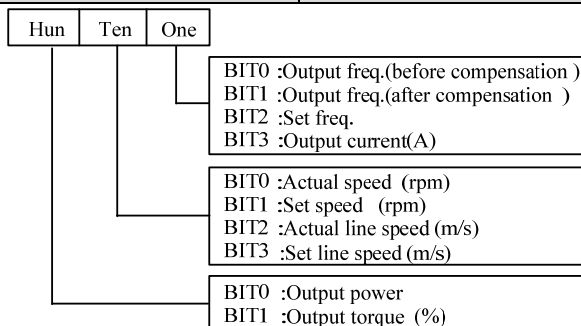 Hun Ten One
BIT0 :Output freq.(before compensation )
BIT1 :Output freq.(after compensation )
BIT2 :Set freq.
BIT3 :Output current(A)
BIT0 :Actual speed (rpm)
BIT1 :Set speed (rpm)
BIT2 :Actual line speed (m/s)
BIT3 :Set line speed (m/s)
BIT0 :Output power
BIT1 :Output torque (%)